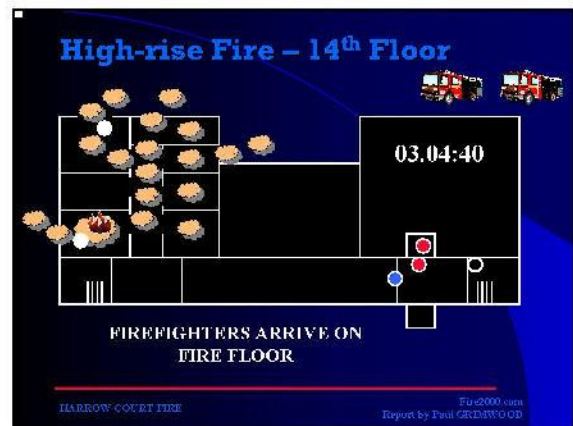 High-rise Fire – 14th Floor
03.04:40
FIREFIGHTERS ARRIVE ON
FIRE FLOOR
HARROW COURT FIRE
Fire2000.com
Report by Paul GRIMWOOD